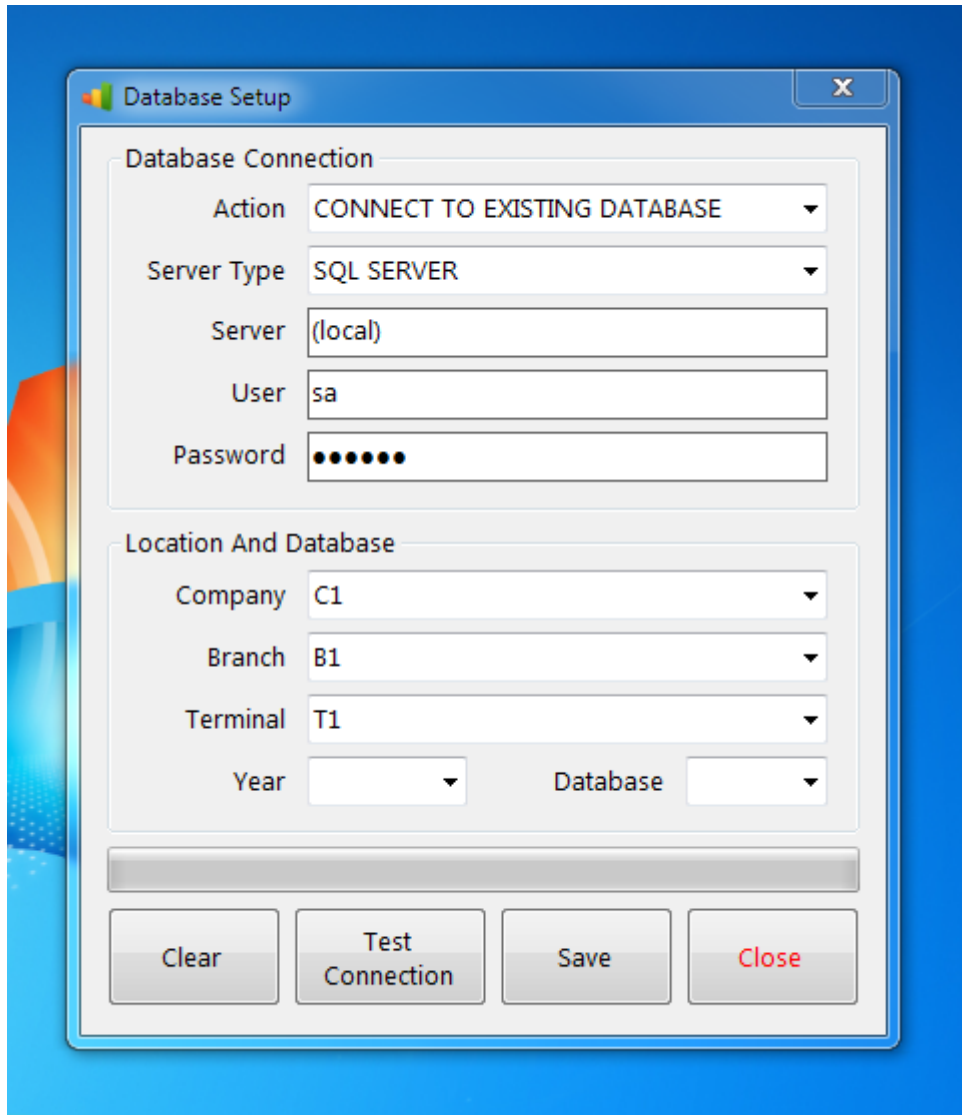 Database Setup
Database Connection
Action CONNECT TO EXISTING DATABASE
Server Type SQL SERVER
Server (local)
User sa
Password ●●●●●●
Location And Database
Company C1
Branch B1
Terminal T1
Year Database
Clear Test Connection Save Close